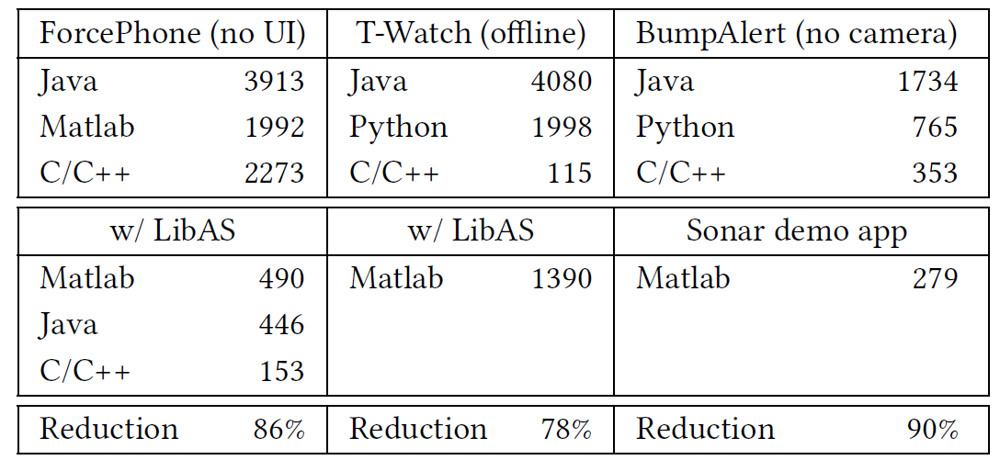 ForcePhone (no UI) T-Watch (offline) BumpAlert (no camera)
Java 3913 Java 4080 Java 1734
Matlab 1992 Python 1998 Python 765
C/C++ 2273 C/C++ 115 C/C++ 353
w/ LibAS w/ LibAS Sonar demo app
Matlab 490 Matlab 1390 Matlab 279
Java 446
C/C++ 153
Reduction 86% Reduction 78% Reduction 90%